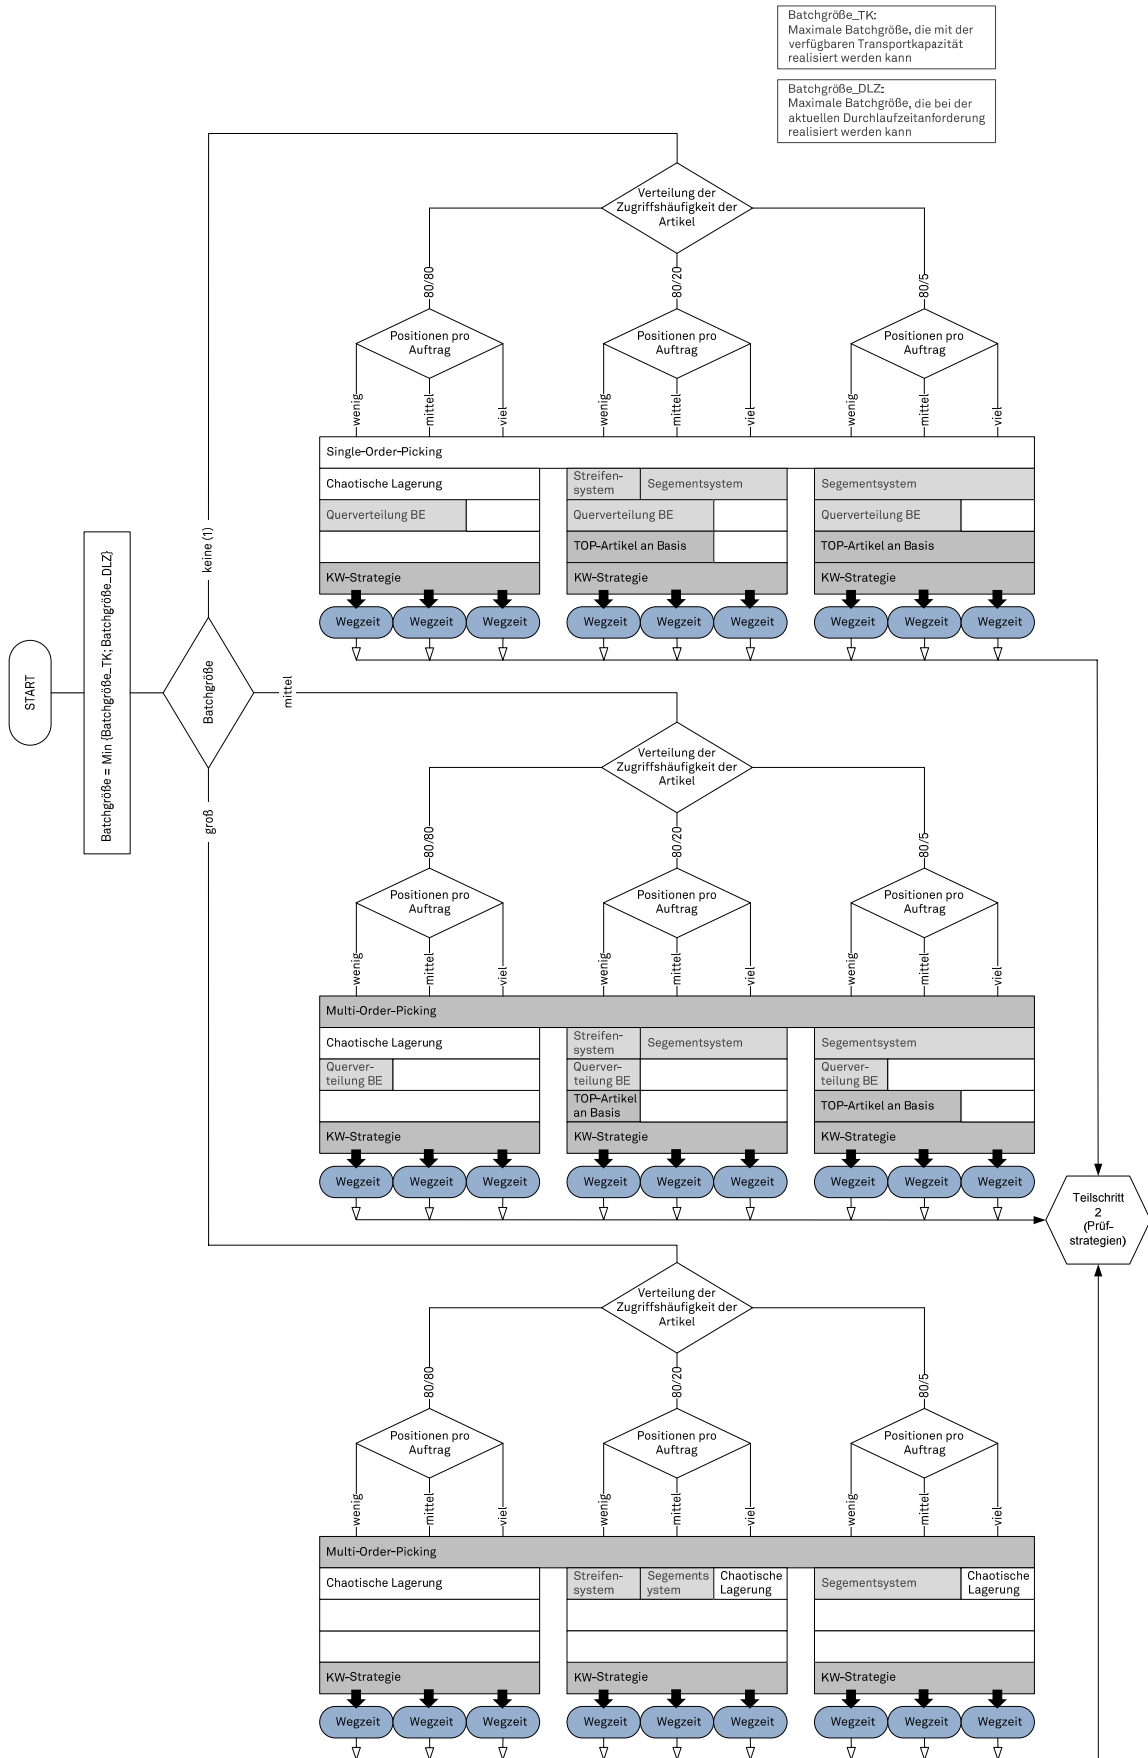 Batchgröße_TK:
Maximale Batchgröße, die mit der
verfügbaren Transportkapazität
realisiert werden kann
Batchgröße_DLZ:
Maximale Batchgröße, die bei der
aktuellen Durchlaufzeitanforderung
realisiert werden kann
START
Batchgröße = Min {Batchgröße_TK; Batchgröße_DLZ}
Batchgröße
keine (1)
Verteilung der
Zugriffshäufigkeit der
Artikel
80/80
80/20
80/5
Positionen pro
Auftrag
Positionen pro
Auftrag
Positionen pro
Auftrag
wenig
mittel
viel
wenig
mittel
viel
wenig
mittel
viel
Single-Order-Picking
Chaotische Lagerung
Streifen-
system
Segementsystem
Segementsystem
Querverteilung BE
Querverteilung BE
Querverteilung BE
TOP-Artikel an Basis
TOP-Artikel an Basis
KW-Strategie
KW-Strategie
KW-Strategie
Wegzeit
Wegzeit
Wegzeit
Wegzeit
Wegzeit
Wegzeit
Wegzeit
Wegzeit
Wegzeit
mittel
Verteilung der
Zugriffshäufigkeit der
Artikel
80/80
80/20
80/5
Positionen pro
Auftrag
Positionen pro
Auftrag
Positionen pro
Auftrag
wenig
mittel
viel
wenig
mittel
viel
wenig
mittel
viel
Multi-Order-Picking
Chaotische Lagerung
Streifen-
system
Segementsystem
Segementsystem
Querver-
teilung BE
Querver-
teilung BE
Querver-
teilung BE
TOP-Artikel
an Basis
TOP-Artikel an Basis
KW-Strategie
KW-Strategie
KW-Strategie
Wegzeit
Wegzeit
Wegzeit
Wegzeit
Wegzeit
Wegzeit
Wegzeit
Wegzeit
Wegzeit
Teilschritt
2
(Prüf-
strategien)
groß
Verteilung der
Zugriffshäufigkeit der
Artikel
80/80
80/20
80/5
Positionen pro
Auftrag
Positionen pro
Auftrag
Positionen pro
Auftrag
wenig
mittel
viel
wenig
mittel
viel
wenig
mittel
viel
Multi-Order-Picking
Chaotische Lagerung
Streifen-
system
Segements
ystem
Chaotische
Lagerung
Segementsystem
Chaotische
Lagerung
KW-Strategie
KW-Strategie
KW-Strategie
Wegzeit
Wegzeit
Wegzeit
Wegzeit
Wegzeit
Wegzeit
Wegzeit
Wegzeit
Wegzeit